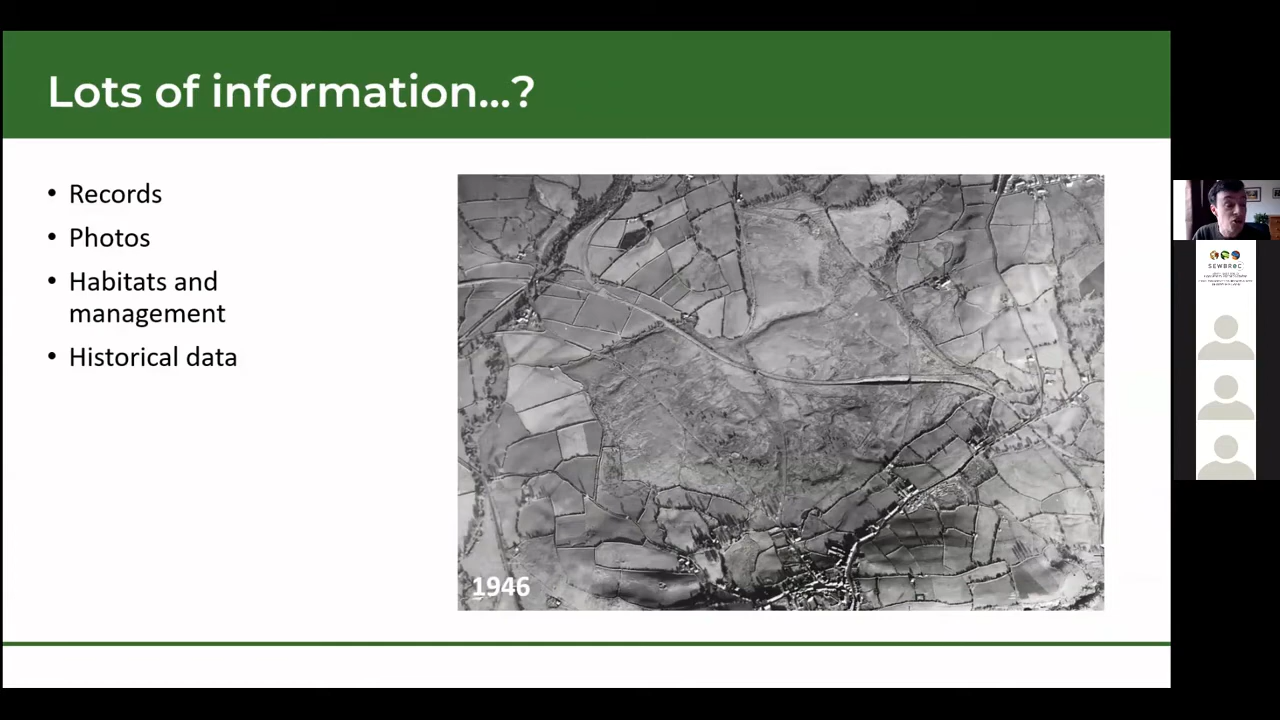 Lots of information...?
• Records
• Photos
• Habitats and
management
• Historical data
1946
SEWBReC